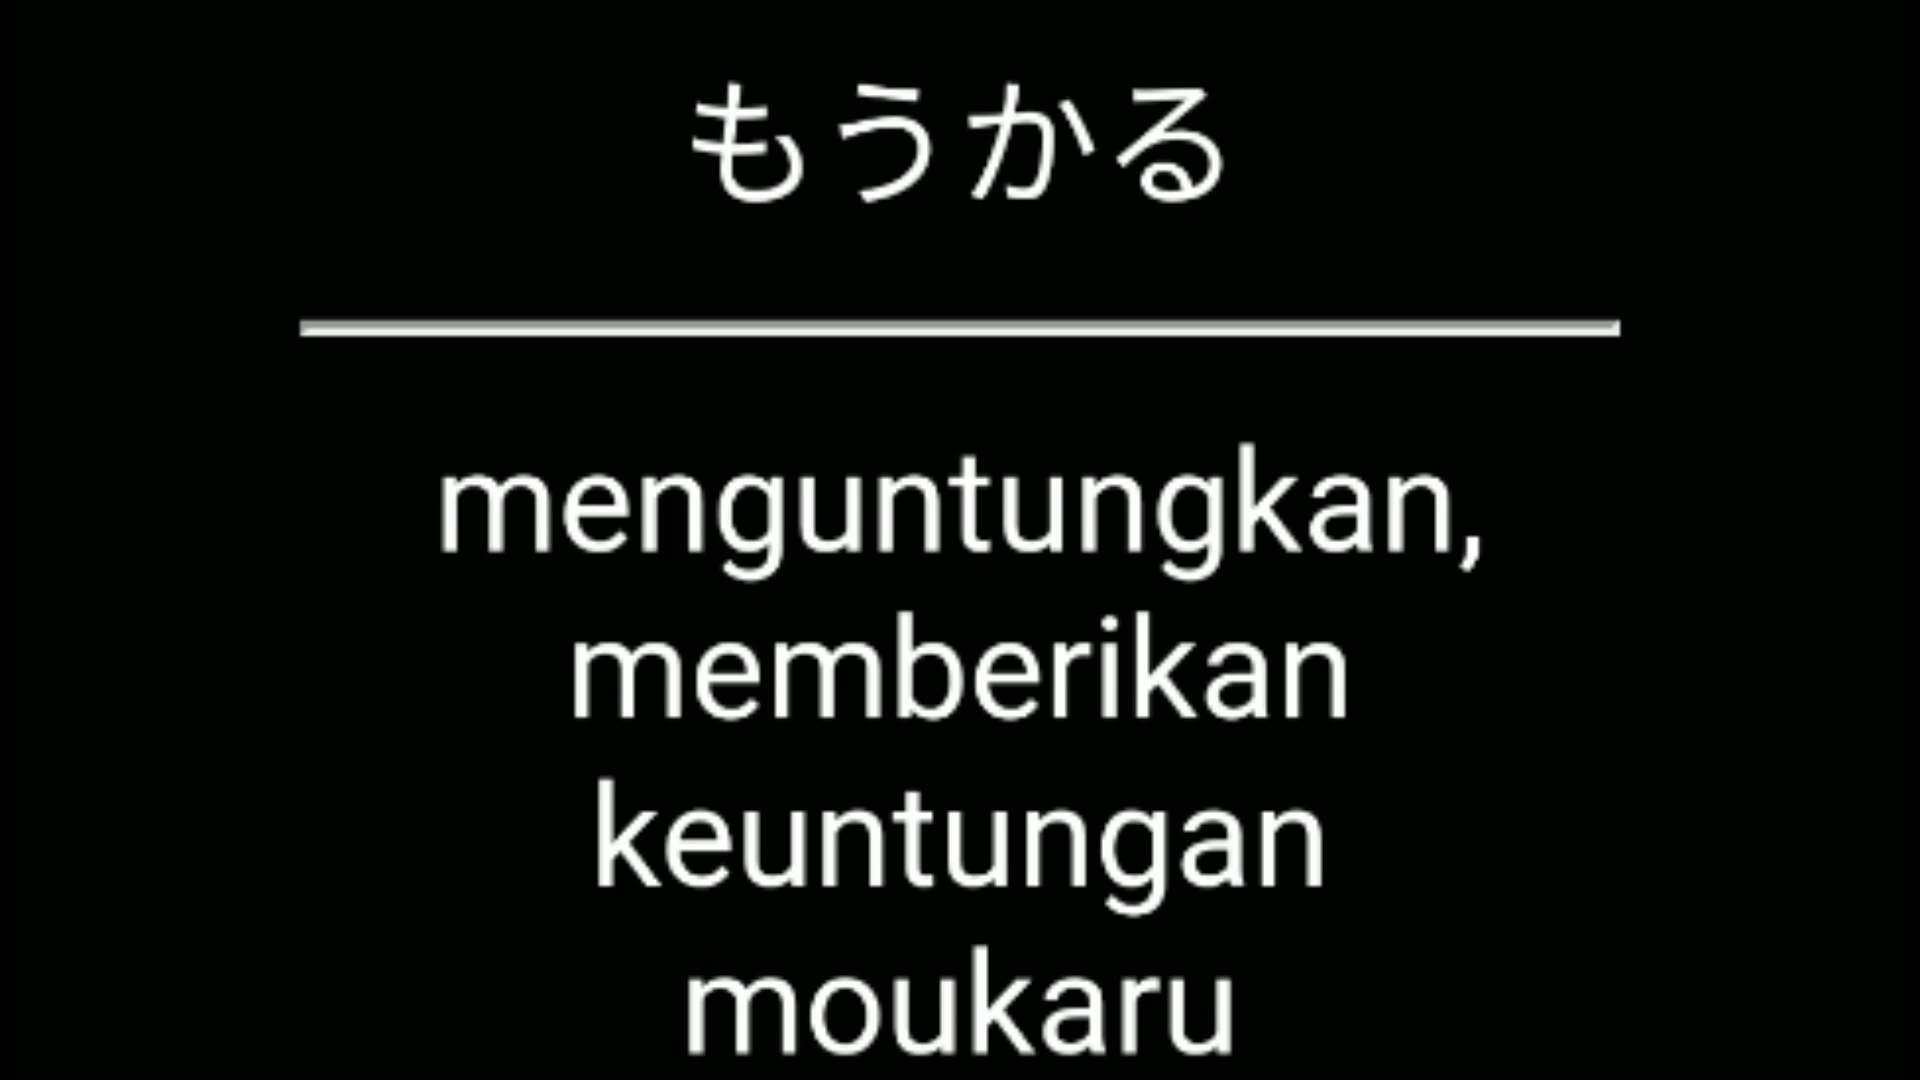 もうかる
menguntungkan,
memberikan
keuntungan
moukaru